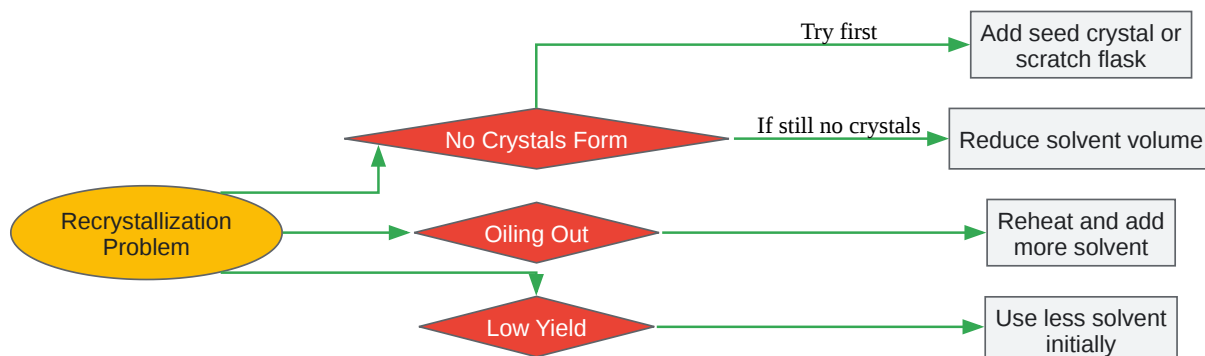 Try first
Add seed crystal or
scratch flask
No Crystals Form
If still no crystals
Reduce solvent volume
Recrystallization
Problem
Oiling Out
Reheat and add
more solvent
Low Yield
Use less solvent
initially